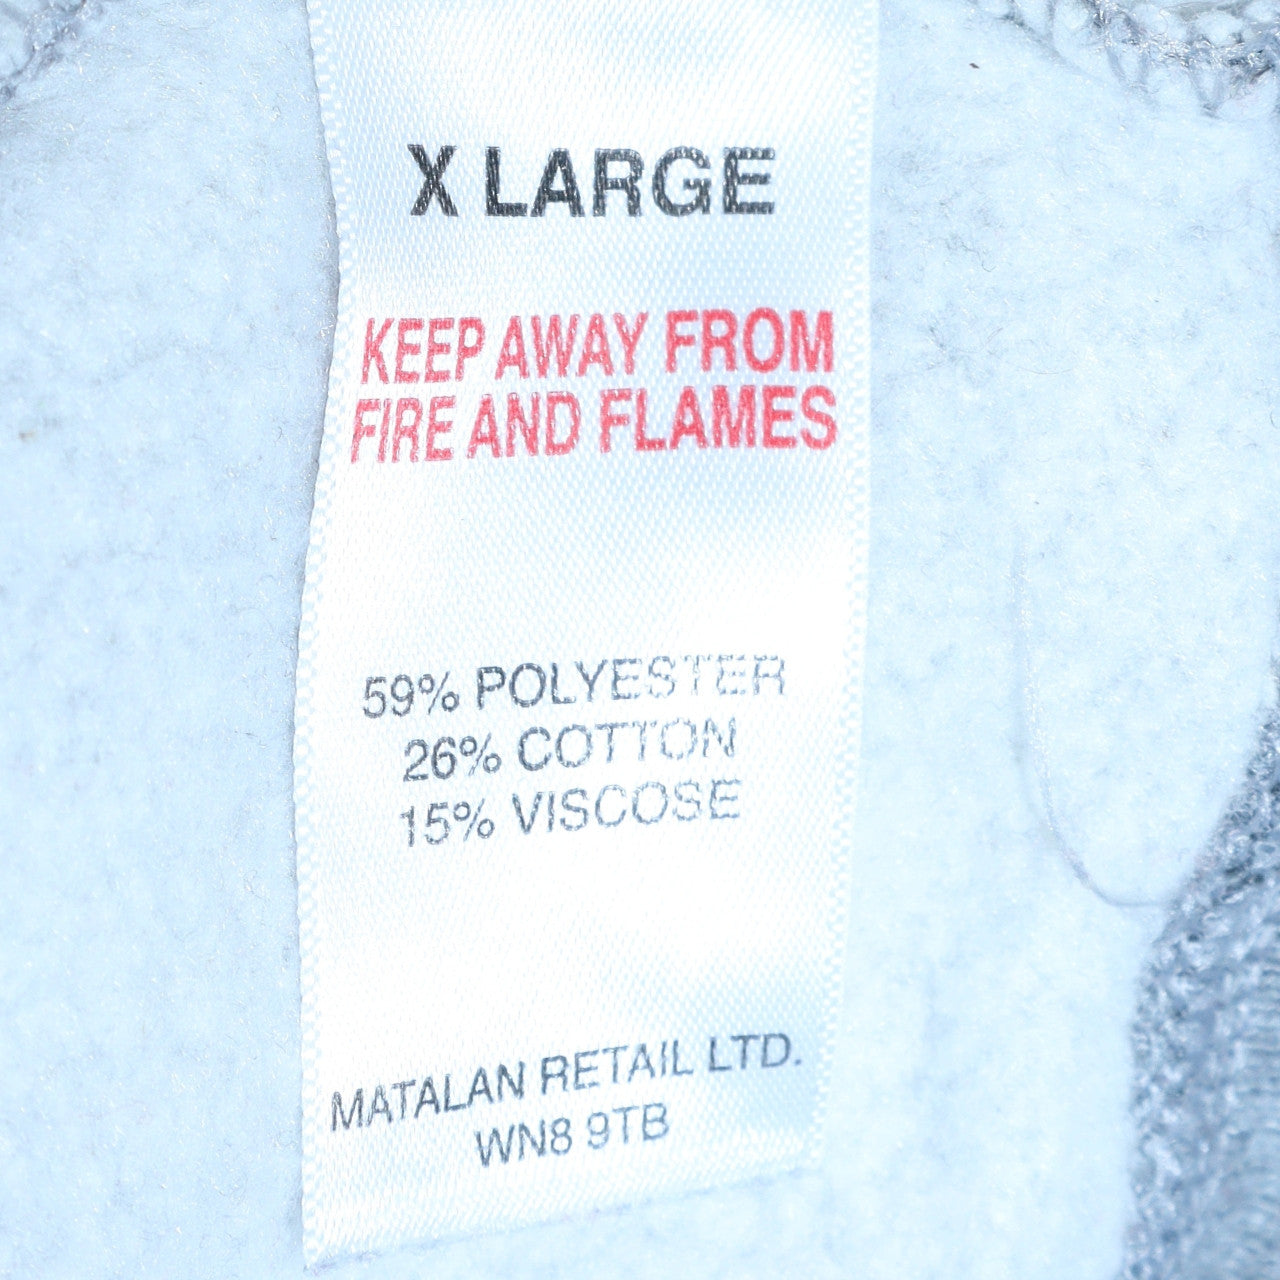 X LARGE
KEEP AWAY FROM
FIRE AND FLAMES
59% POLYESTER
26% COTTON
15% VISCOSE
MATALAN RETAIL LTD.
WN8 9TB